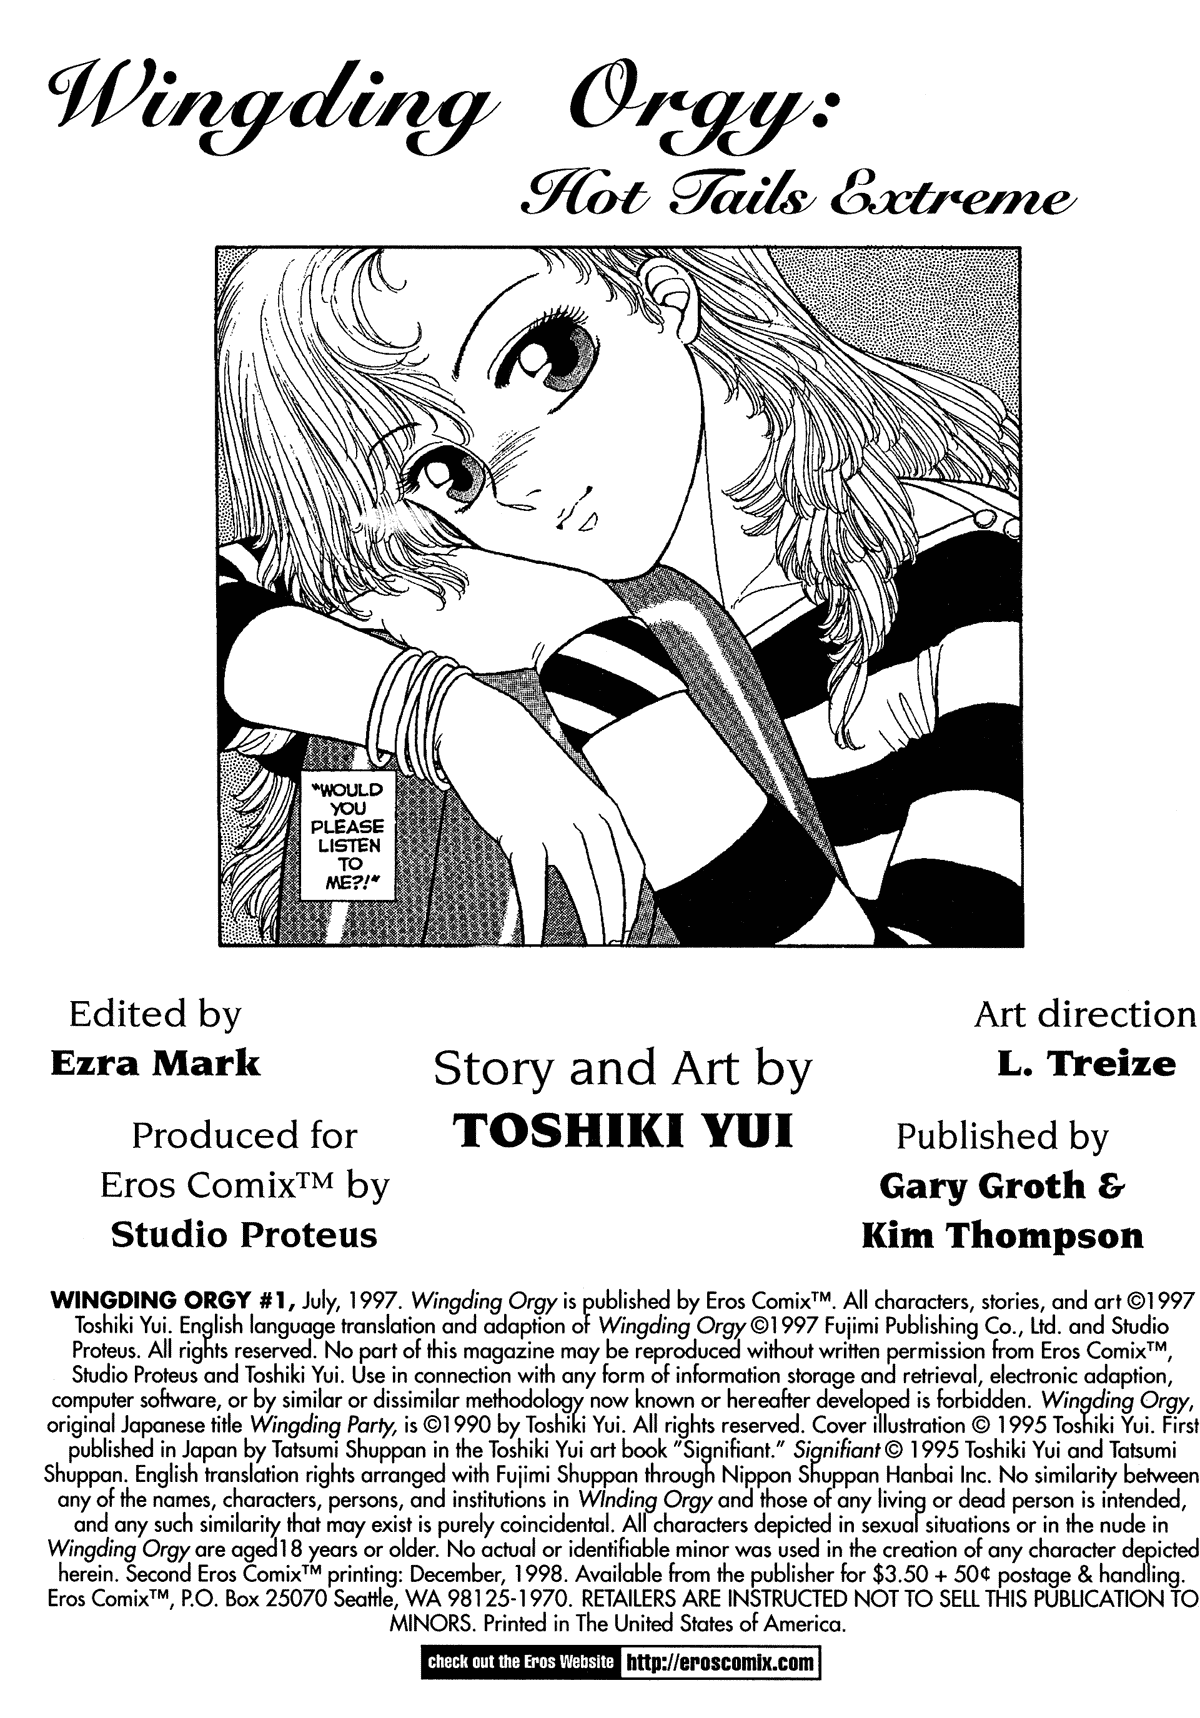 Wingding Orgy:
Hot Tails Extreme
"WOULD
YOU
PLEASE
LISTEN
TO
ME?!"
Edited by
Ezra Mark
Produced for
Eros Comix™ by
Studio Proteus
Story and Art by
TOSHIKI YUI
Art direction
L. Treize
Published by
Gary Groth &
Kim Thompson
WINGDING ORGY #1, July, 1997. Wingding Orgy is published by Eros Comix™. All characters, stories, and art ©1997
Toshiki Yui. English language translation and adaption of Wingding Orgy ©1997 Fujimi Publishing Co., Ltd. and Studio
Proteus. All rights reserved. No part of this magazine may be reproduced without written permission from Eros Comix™,
Studio Proteus and Toshiki Yui. Use in connection with any form of information storage and retrieval, electronic adaption,
computer software, or by similar or dissimilar methodology now known or hereafter developed is forbidden. Wingding Orgy,
original Japanese title Wingding Party, is ©1990 by Toshiki Yui. All rights reserved. Cover illustration © 1995 Toshiki Yui. First
published in Japan by Tatsumi Shuppan in the Toshiki Yui art book "Signifiant." Signifiant © 1995 Toshiki Yui and Tatsumi
Shuppan. English translation rights arranged with Fujimi Shuppan through Nippon Shuppan Hanbai Inc. No similarity between
any of the names, characters, persons, and institutions in WInding Orgy and those of any living or dead person is intended,
and any such similarity that may exist is purely coincidental. All characters depicted in sexual situations or in the nude in
Wingding Orgy are aged18 years or older. No actual or identifiable minor was used in the creation of any character depicted
herein. Second Eros Comix™ printing: December, 1998. Available from the publisher for $3.50 + 50¢ postage & handling.
Eros Comix™, P.O. Box 25070 Seattle, WA 98125-1970. RETAILERS ARE INSTRUCTED NOT TO SELL THIS PUBLICATION TO
MINORS. Printed in The United States of America.
check out the Eros Website http://eroscomix.com